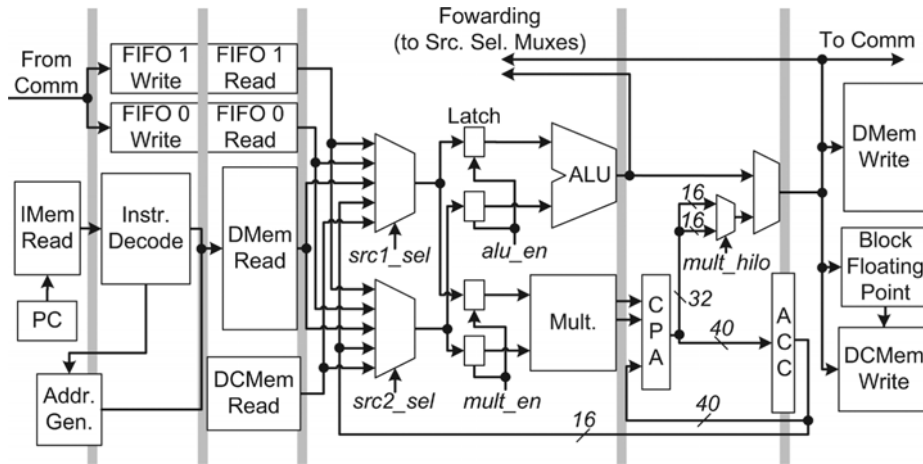 Fowarding
(to Src. Sel. Muxes)
To Comm
From
Comm
FIFO 1
Write
FIFO 1
Read
FIFO 0
Write
FIFO 0
Read
Latch
DMem
Write
ALU
IMem
Read
Instr.
Decode
DMem
Read
16
16
src1_sel
alu_en
mult_hilo
Block
Floating
Point
PC
Mult.
C
P
A
32
40
A
C
C
Addr.
Gen.
DCMem
Read
src2_sel
mult_en
DCMem
Write
16
40